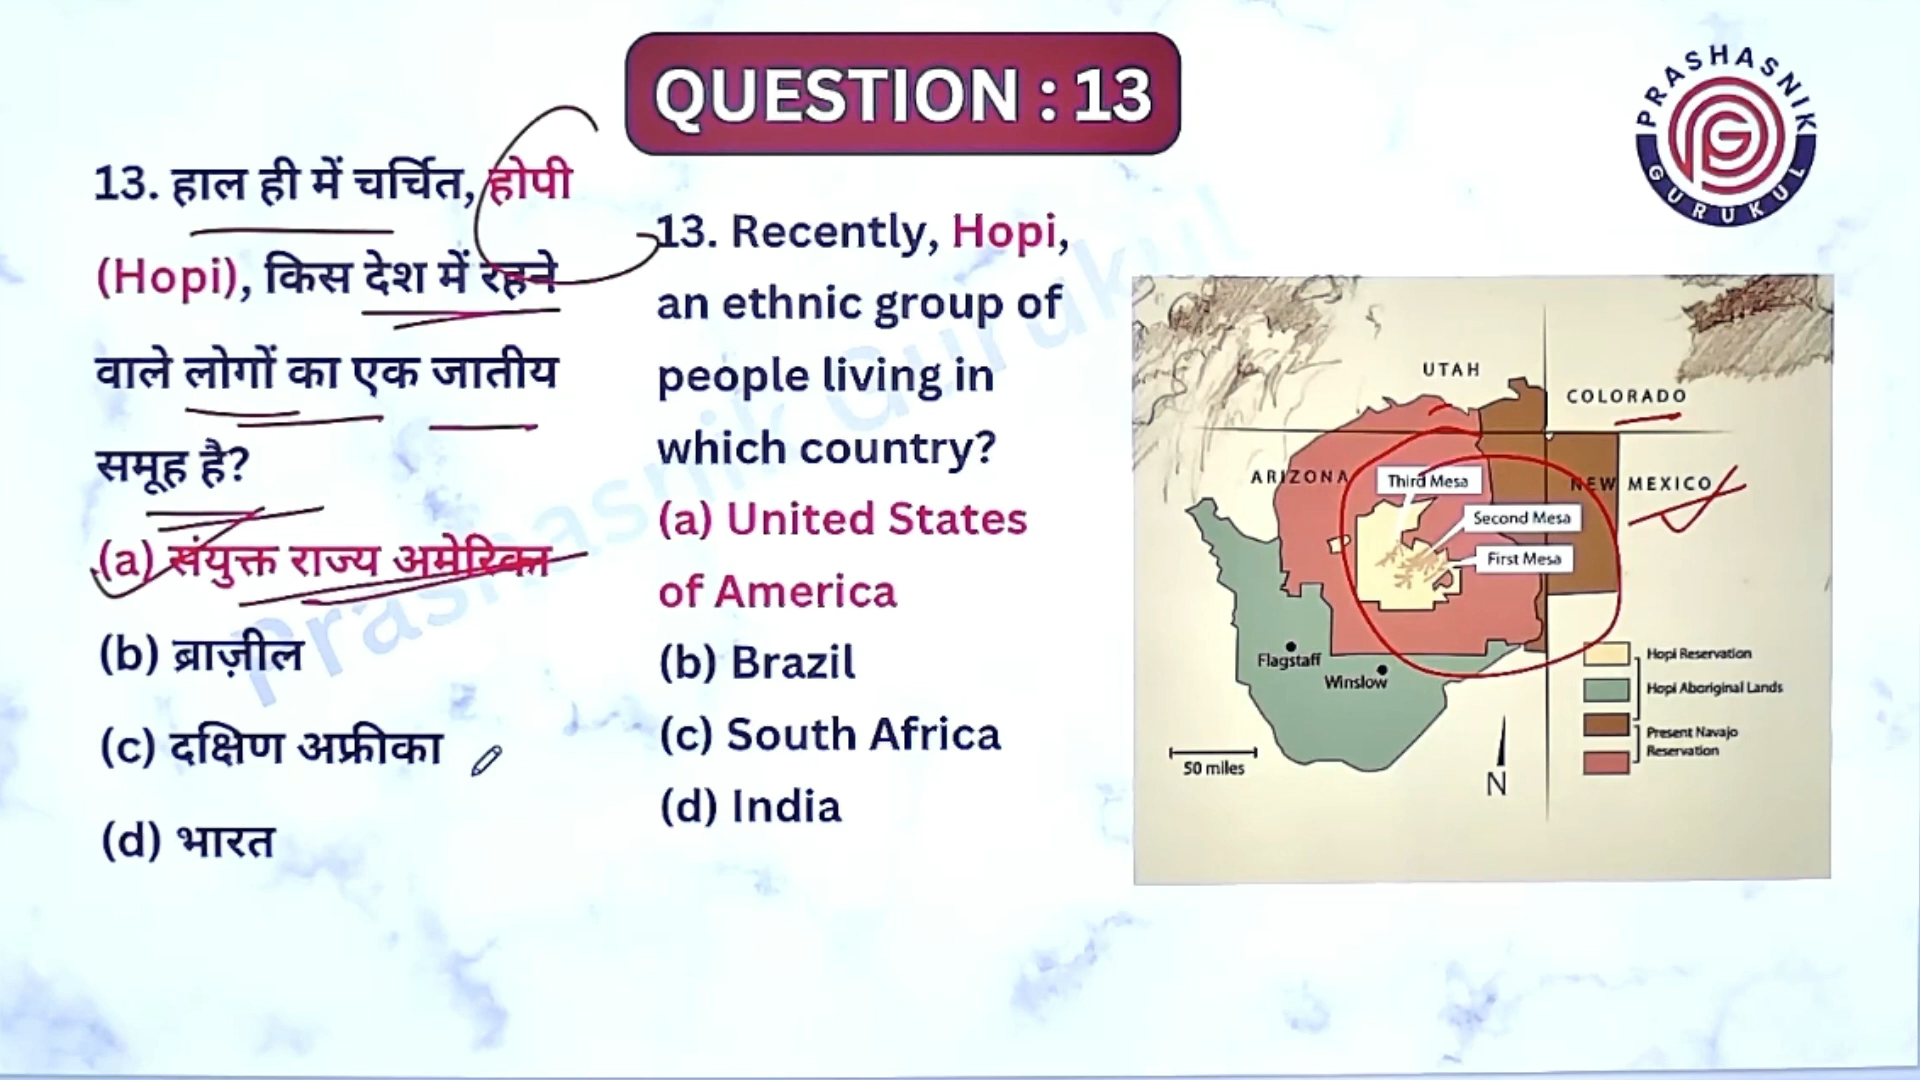 QUESTION : 13
PRASHASNIK GURUKUL
13. हाल ही में चर्चित, होपी
(Hopi), किस देश में रहने
वाले लोगों का एक जातीय
समूह है?
(a) संयुक्त राज्य अमेरिका
(b) ब्राज़ील
(c) दक्षिण अफ्रीका
(d) भारत
13. Recently, Hopi,
an ethnic group of
people living in
which country?
(a) United States
of America
(b) Brazil
(c) South Africa
(d) India
UTAH
COLORADO
ARIZONA
NEW MEXICO
Third Mesa
Second Mesa
First Mesa
Flagstaff
Winslow
50 miles
N
Hopi Reservation
Hopi Aboriginal Lands
Present Navajo
Reservation
Prashasnik Gurukul